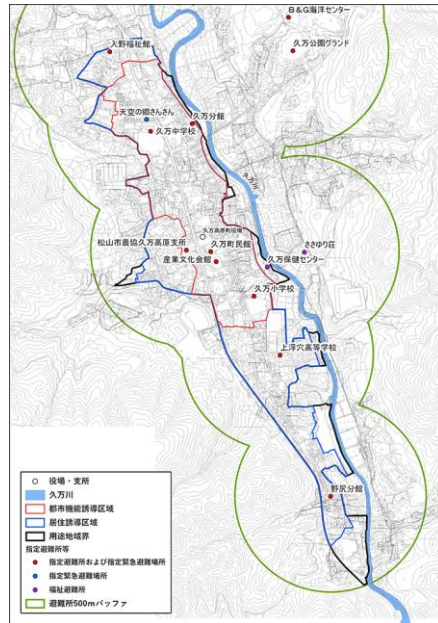 B&G海洋センター
久万公園グランド
入野福祉館
天空の郷さんさん
久万分館
久万中学校
久万川
久万高原町役場
松山市農協久万高原支所
久万町民館
産業文化会館
ささゆり荘
久万保健センター
久万小学校
上浮穴高等学校
野尻分館
役場・支所
久万川
都市機能誘導区域
居住誘導区域
用途地域界
指定避難所等
指定避難所および指定緊急避難場所
指定緊急避難場所
福祉避難所
避難所500mバッファ